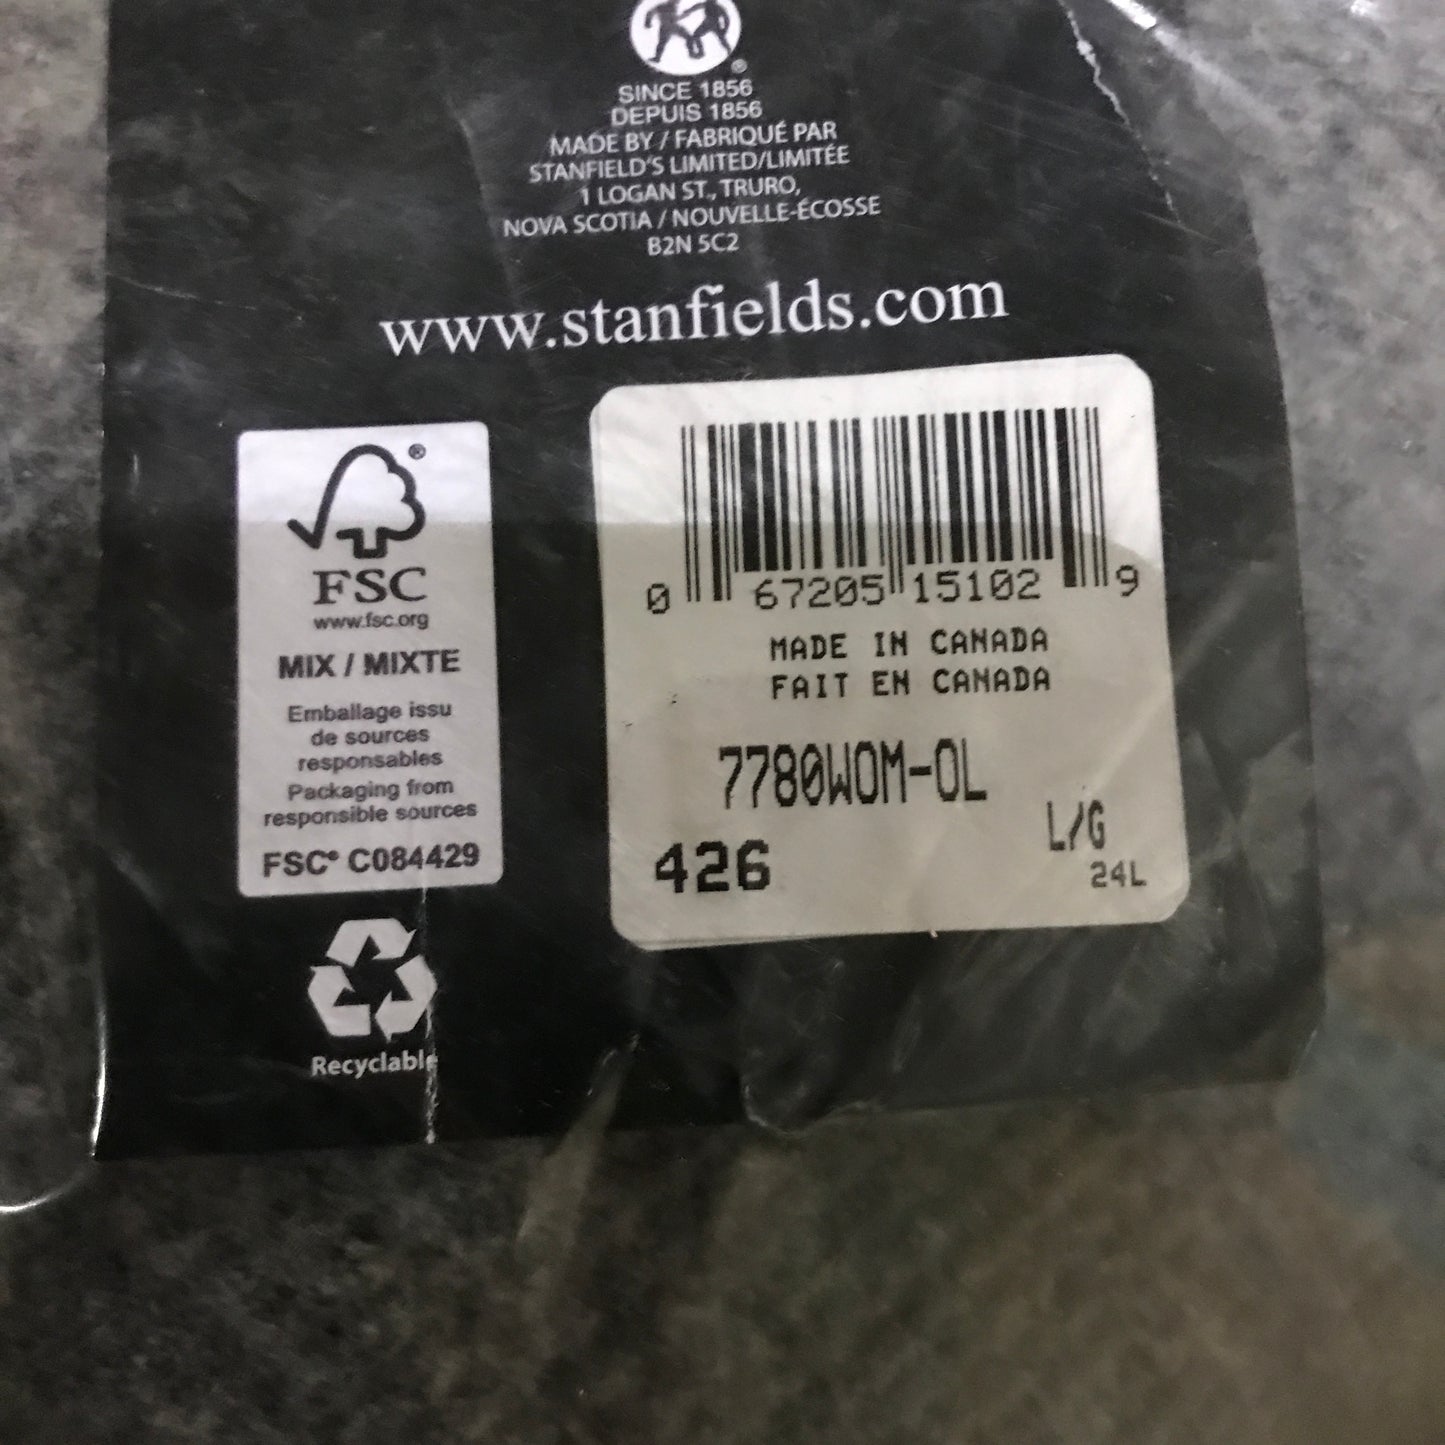 ®
SINCE 1856
DEPUIS 1856
MADE BY / FABRIQUÉ PAR
STANFIELD'S LIMITED/LIMITÉE
1 LOGAN ST., TRURO,
NOVA SCOTIA / NOUVELLE-ÉCOSSE
B2N 5C2
www.stanfields.com
®
FSC
www.fsc.org
MIX / MIXTE
Emballage issu
de sources
responsables
Packaging from
responsible sources
FSC® C084429
Recyclable
0 67205 15102 9
MADE IN CANADA
FAIT EN CANADA
7780WOM-OL
L/G
426
24L